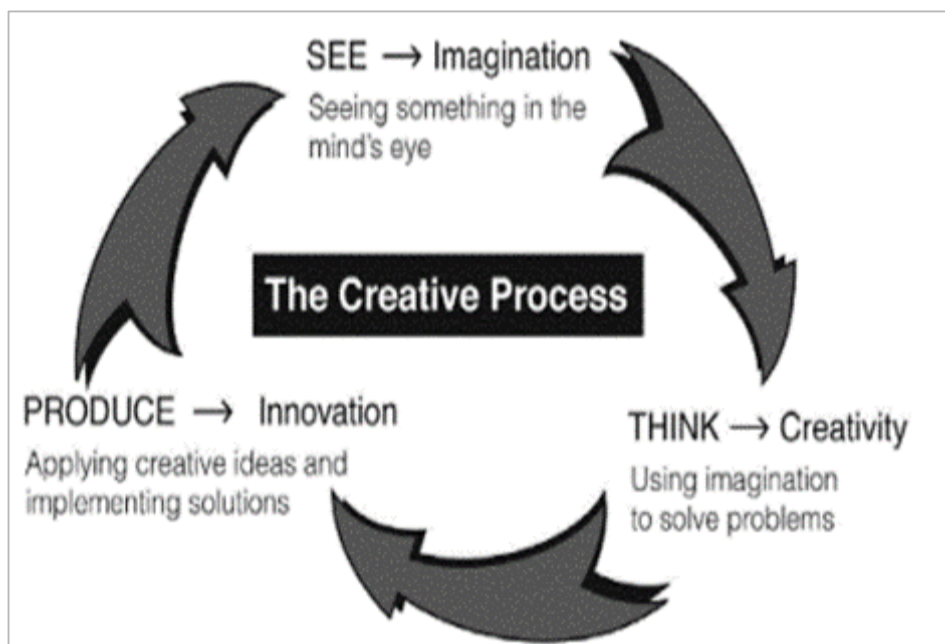 SEE → Imagination
Seeing something in the
mind's eye
The Creative Process
THINK → Creativity
Using imagination
to solve problems
PRODUCE → Innovation
Applying creative ideas and
implementing solutions